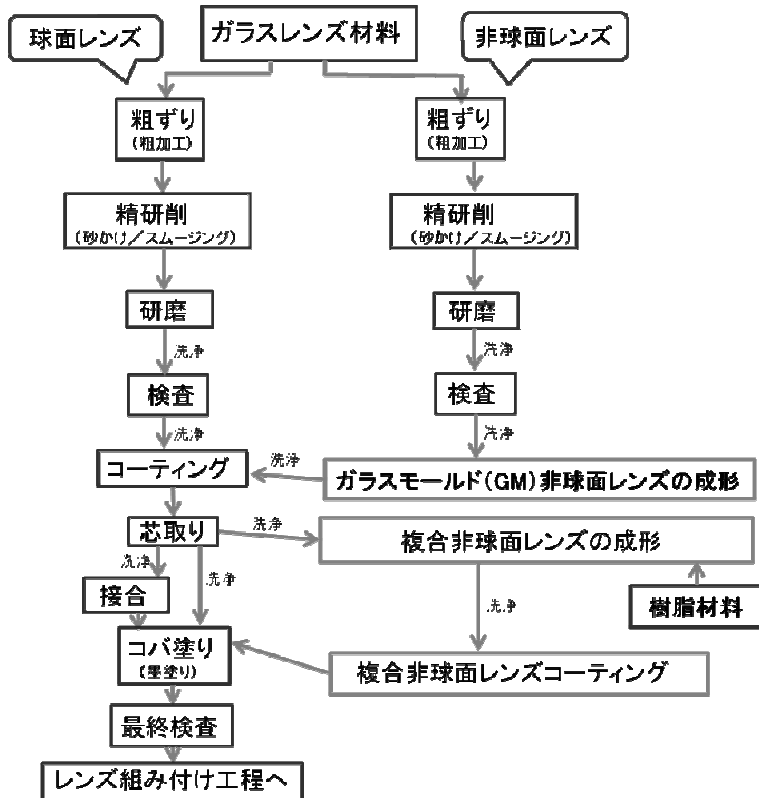 球面レンズ
ガラスレンズ材料
非球面レンズ
粗ずり
(粗加工)
粗ずり
(粗加工)
精研削
(砂かけ/スムージング)
精研削
(砂かけ/スムージング)
研磨
研磨
洗浄
洗浄
検査
検査
洗浄
洗浄
コーティング
洗浄
ガラスモールド(GM)非球面レンズの成形
芯取り
洗浄
複合非球面レンズの成形
洗浄
洗浄
接合
洗浄
樹脂材料
コバ塗り
(墨塗り)
複合非球面レンズコーティング
最終検査
レンズ組み付け工程へ